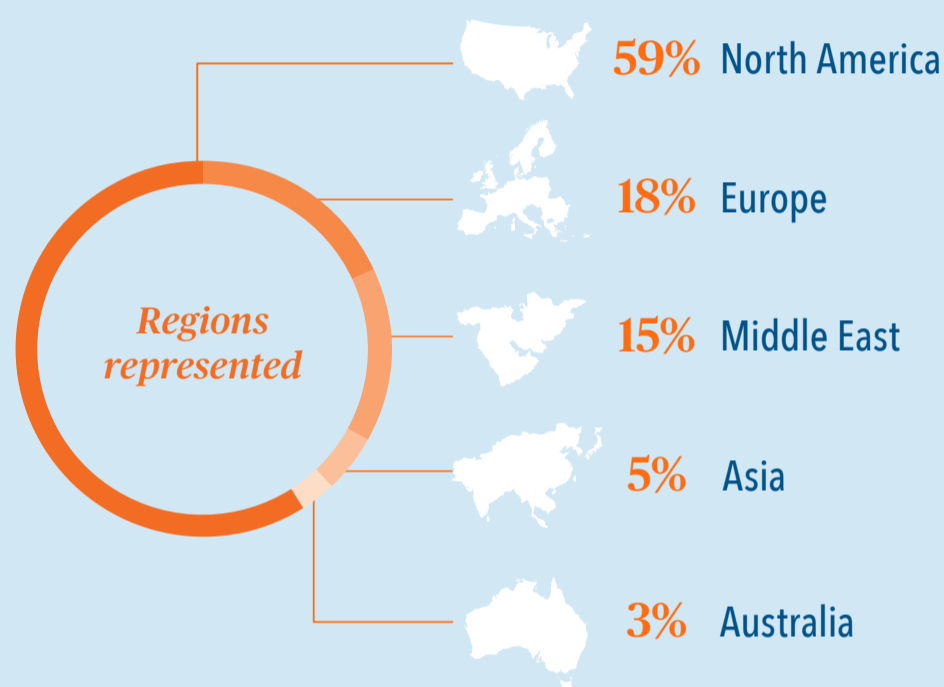 59% North America
18% Europe
Regions
represented
15% Middle East
5% Asia
3% Australia